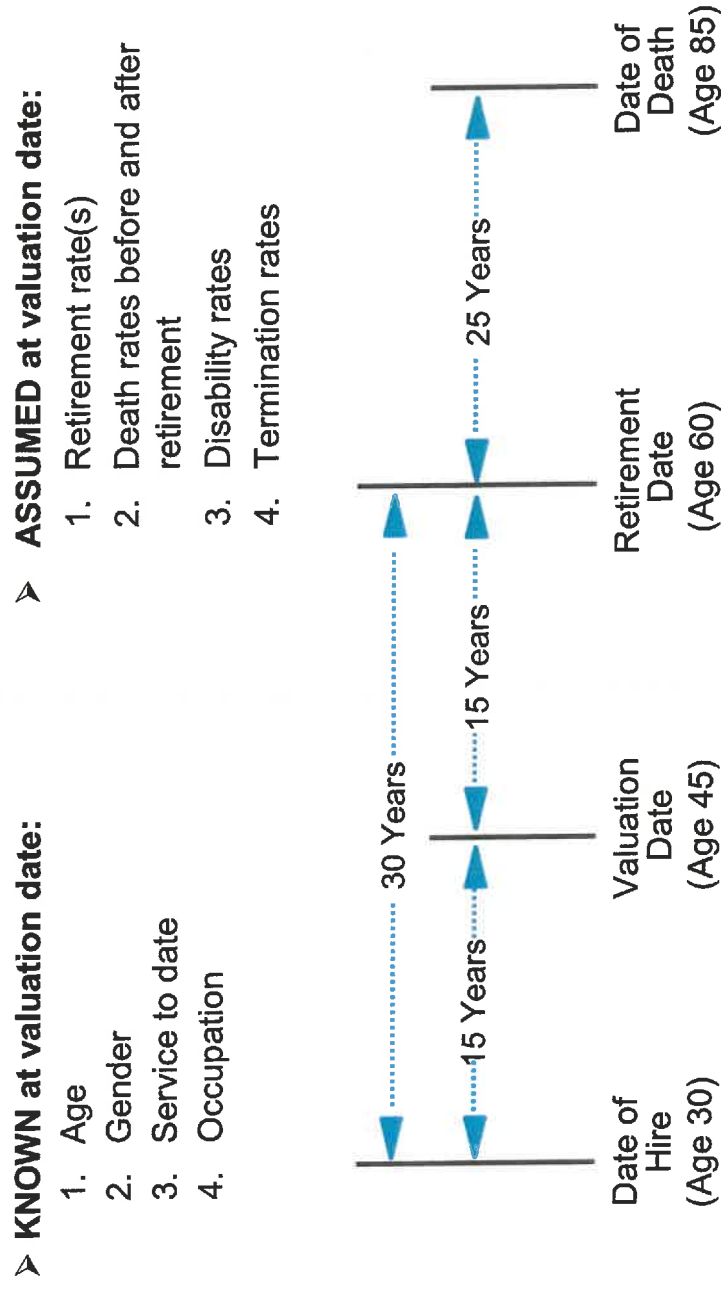 ➢ KNOWN at valuation date:
1. Age
2. Gender
3. Service to date
4. Occupation
➢ ASSUMED at valuation date:
1. Retirement rate(s)
2. Death rates before and after
retirement
3. Disability rates
4. Termination rates
30 Years
15 Years
15 Years
25 Years
Date of
Hire
(Age 30)
Valuation
Date
(Age 45)
Retirement
Date
(Age 60)
Date of
Death
(Age 85)